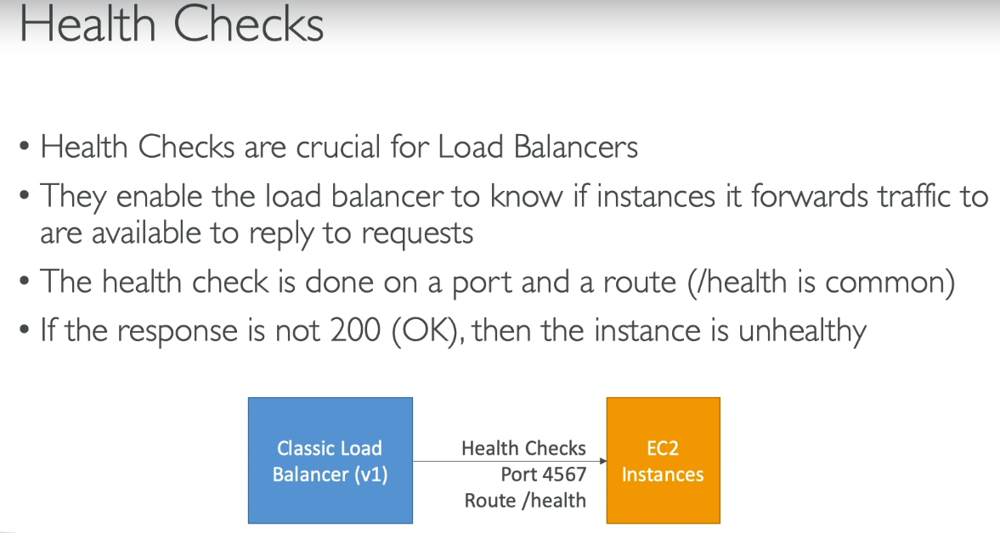 Health Checks
• Health Checks are crucial for Load Balancers
• They enable the load balancer to know if instances it forwards traffic to
are available to reply to requests
• The health check is done on a port and a route (/health is common)
• If the response is not 200 (OK), then the instance is unhealthy
Classic Load
Balancer (v1)
Health Checks
Port 4567
Route /health
EC2
Instances